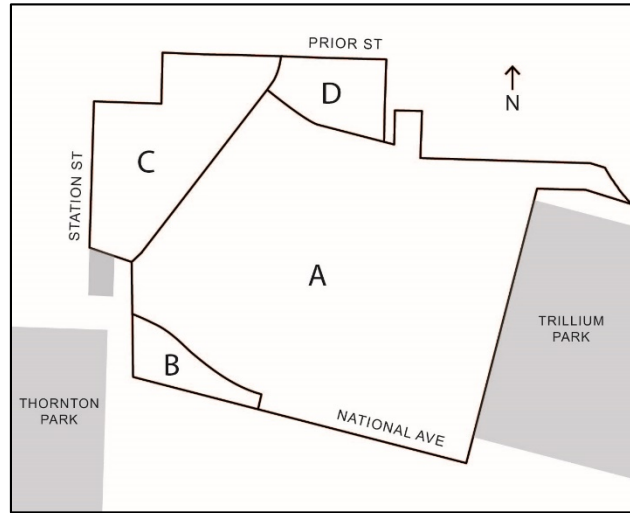 PRIOR ST
D
N
C
STATION ST
A
TRILLIUM
PARK
B
THORNTON
PARK
NATIONAL AVE